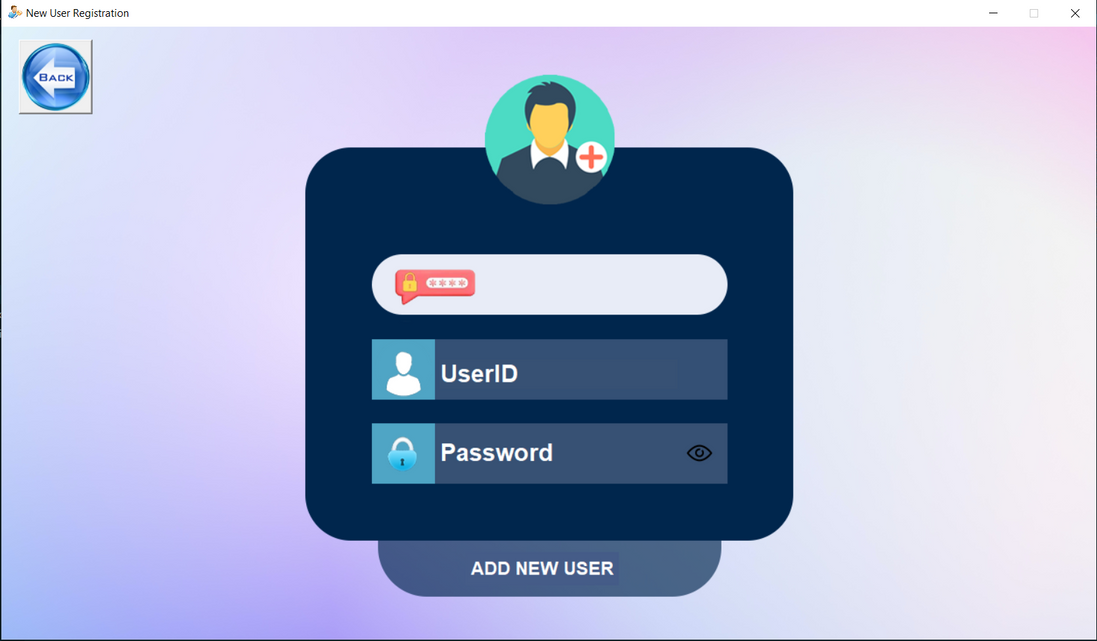 New User Registration
BACK
****
UserID
Password
ADD NEW USER